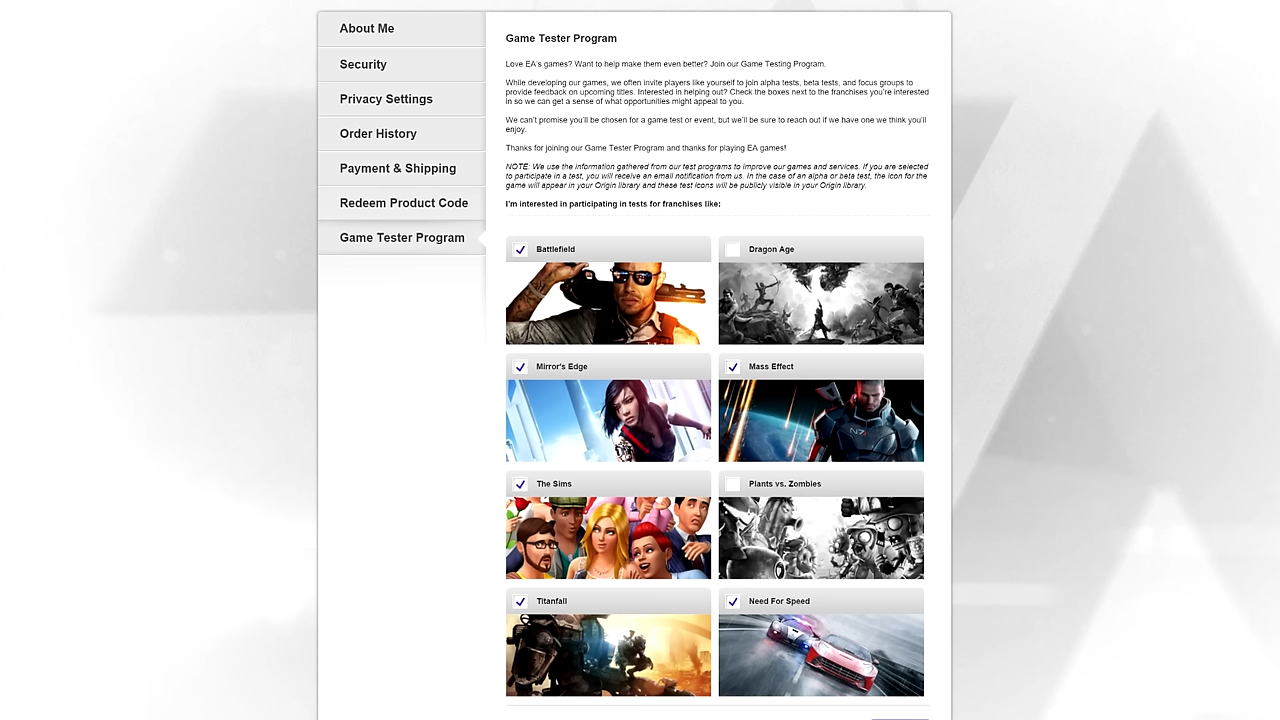 About Me
Security
Privacy Settings
Order History
Payment & Shipping
Redeem Product Code
Game Tester Program
Game Tester Program
Love EA's games? Want to help make them even better? Join our Game Testing Program.
While developing our games, we often invite players like yourself to join alpha tests, beta tests, and focus groups to
provide feedback on upcoming titles. Interested in helping out? Check the boxes next to the franchises you're interested
in so we can get a sense of what opportunities might appeal to you.
We can't promise you'll be chosen for a game test or event, but we'll be sure to reach out if we have one we think you'll
enjoy.
Thanks for joining our Game Tester Program and thanks for playing EA games!
NOTE: We use the information gathered from our test programs to improve our games and services. If you are selected
to participate in a test, you will receive an email notification from us. In the case of an alpha or beta test, the icon for the
game will appear in your Origin library and these test icons will be publicly visible in your Origin library.
I'm interested in participating in tests for franchises like:
Battlefield
Dragon Age
Mirror's Edge
Mass Effect
N7
The Sims
Plants vs. Zombies
Titanfall
Need For Speed